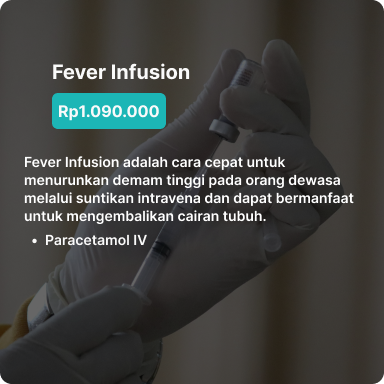 Fever Infusion
Rp1.090.000
Fever Infusion adalah cara cepat untuk
menurunkan demam tinggi pada orang dewasa
melalui suntikan intravena dan dapat bermanfaat
untuk mengembalikan cairan tubuh.
• Paracetamol IV